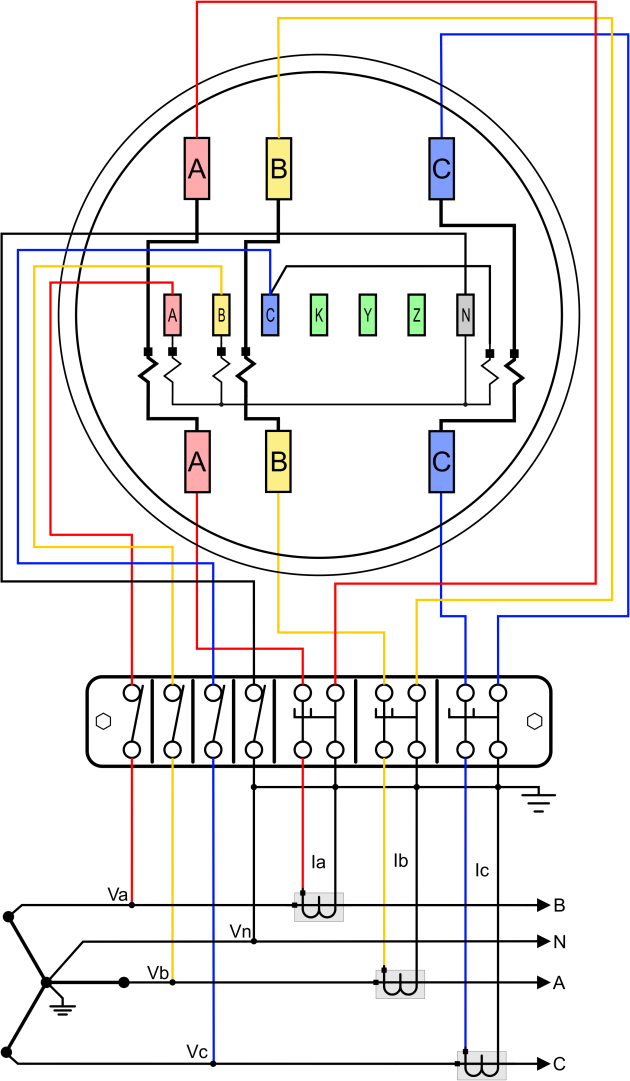 A B C
A B C K Y Z N
A B C
Ia Ib Ic
Va B
Vn N
Vb A
Vc C